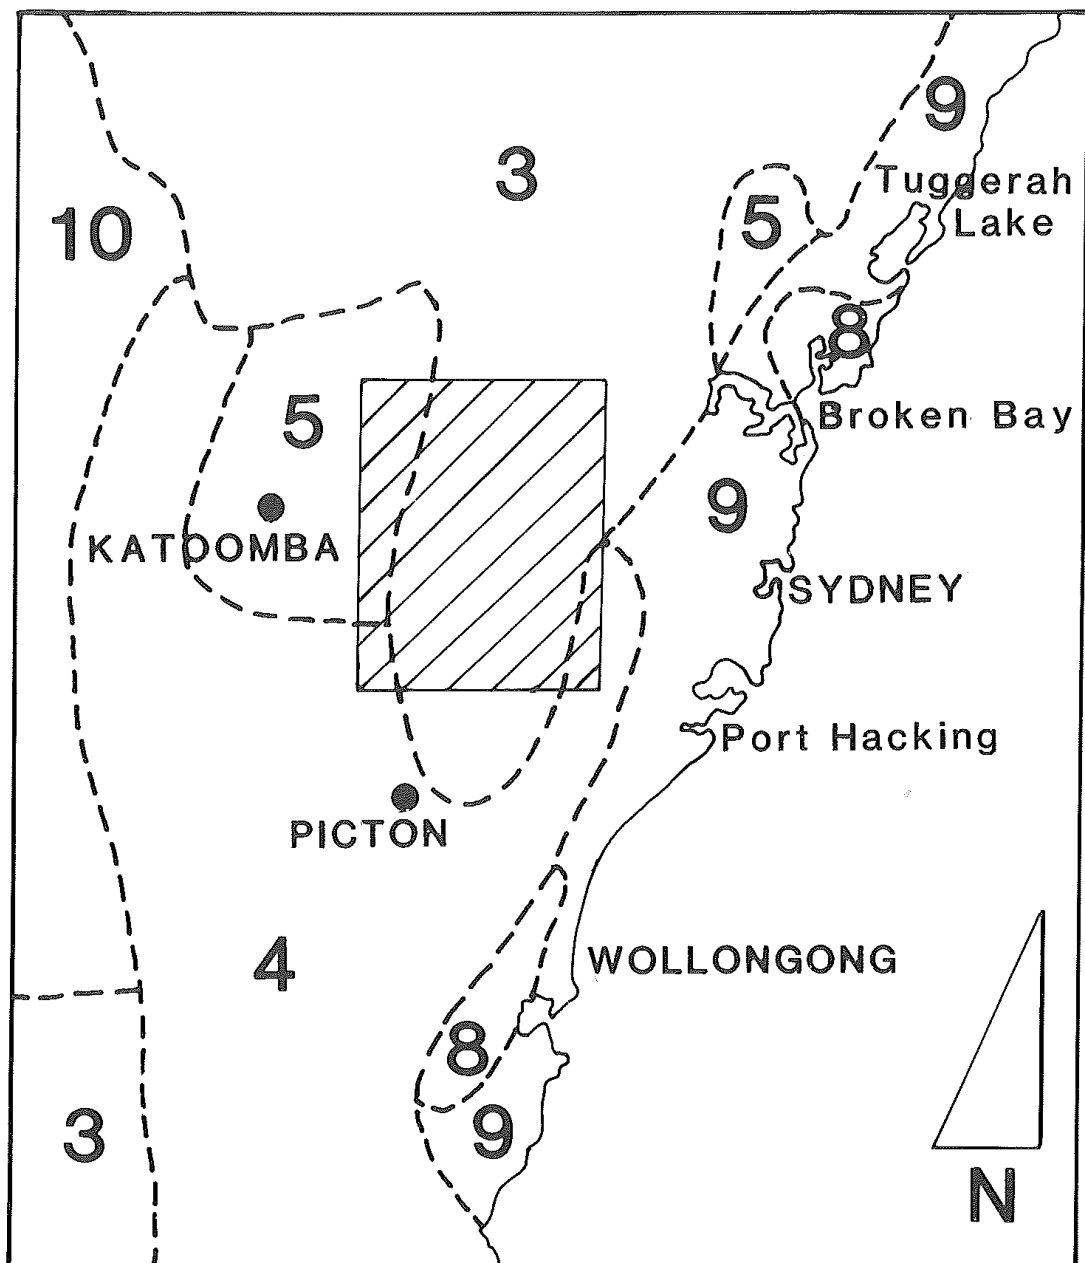 9
3
Tuggerah
10
5
Lake
8
5
Broken Bay
9
KATOOMBA
SYDNEY
Port Hacking
PICTON
4
WOLLONGONG
8
3
9
N